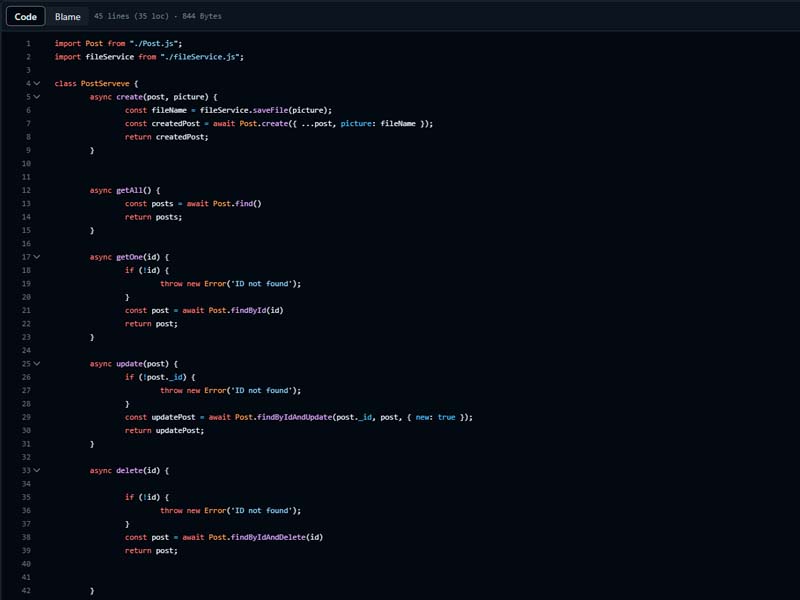 Code Blame 45 lines (35 loc) · 844 Bytes
1 import Post from "./Post.js";
2 import fileService from "./fileService.js";
3
4 class PostServeve {
5 async create(post, picture) {
6 const fileName = fileService.saveFile(picture);
7 const createdPost = await Post.create({ ...post, picture: fileName });
8 return createdPost;
9 }
10
11
12 async getAll() {
13 const posts = await Post.find()
14 return posts;
15 }
16
17 async getOne(id) {
18 if (!id) {
19 throw new Error('ID not found');
20 }
21 const post = await Post.findById(id)
22 return post;
23 }
24
25 async update(post) {
26 if (!post._id) {
27 throw new Error('ID not found');
28 }
29 const updatePost = await Post.findByIdAndUpdate(post._id, post, { new: true });
30 return updatePost;
31 }
32
33 async delete(id) {
34
35 if (!id) {
36 throw new Error('ID not found');
37 }
38 const post = await Post.findByIdAndDelete(id)
39 return post;
40
41
42 }